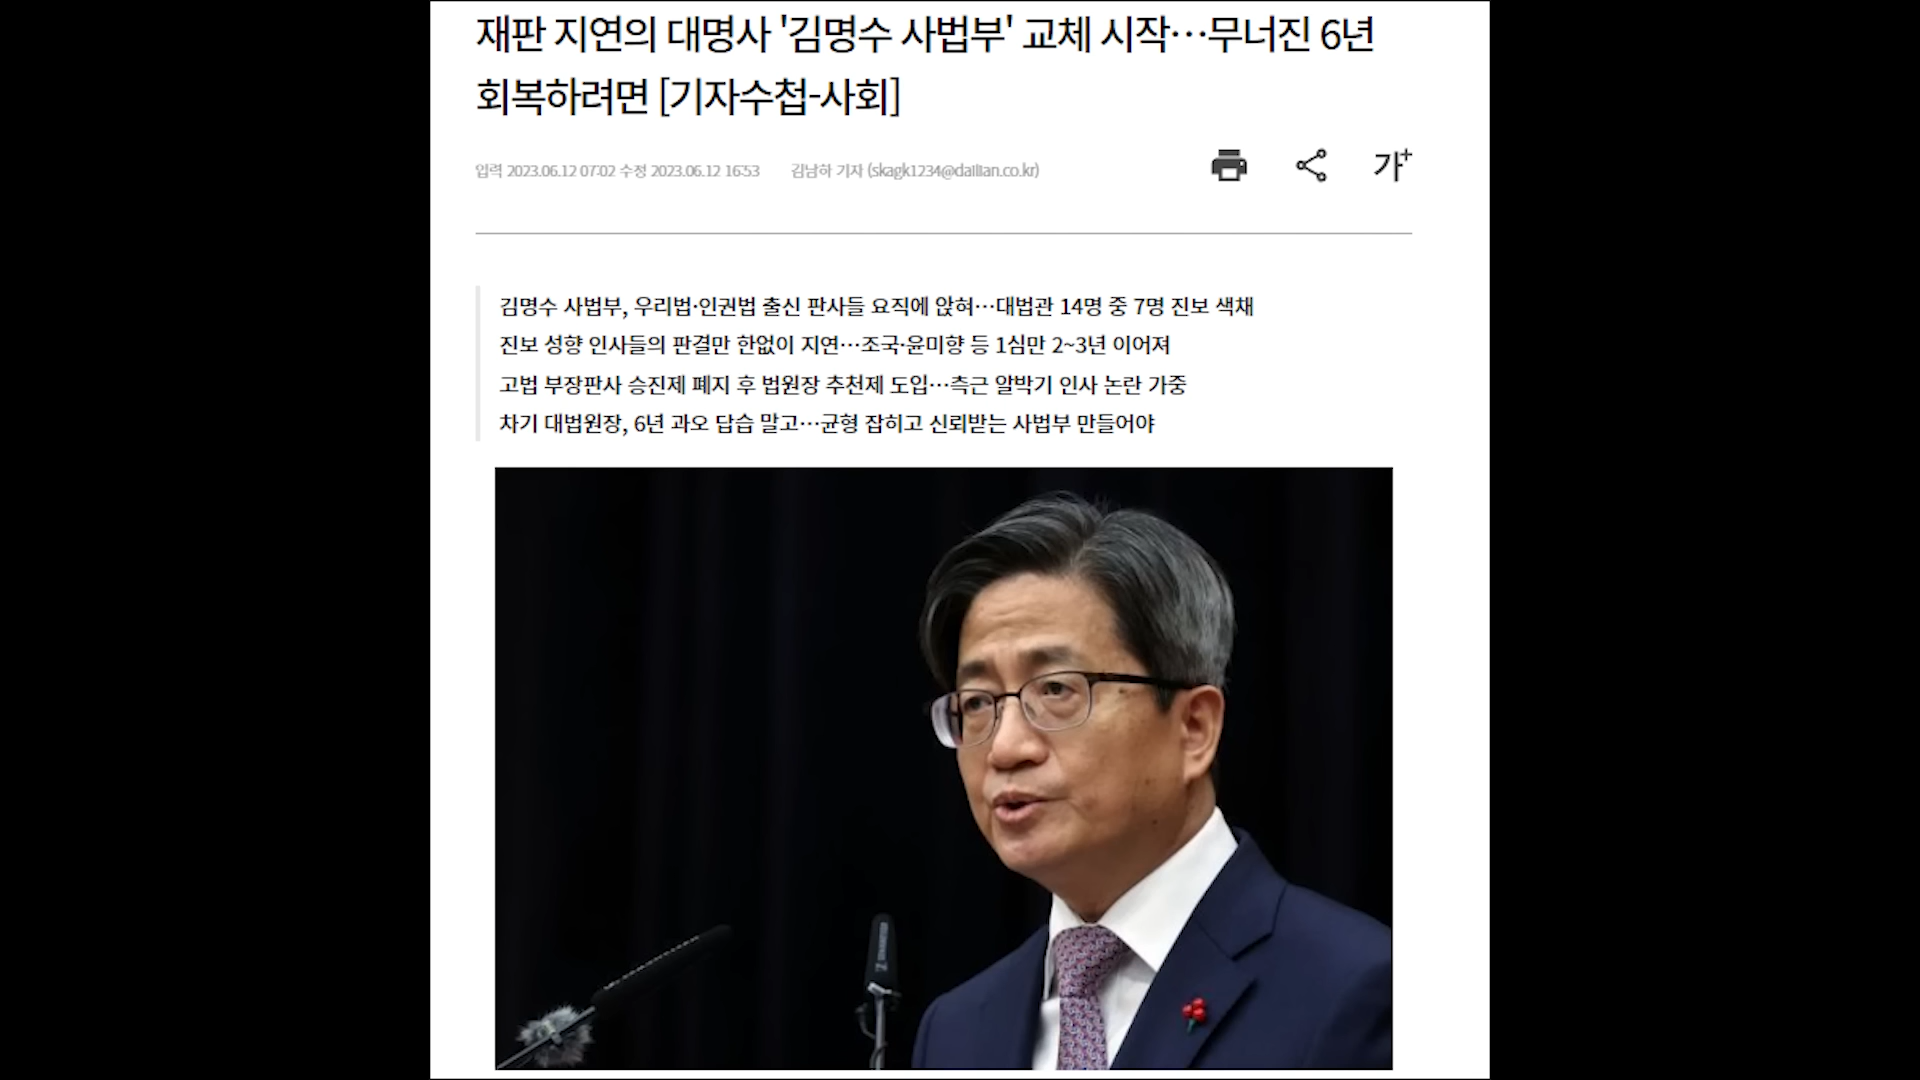 재판 지연의 대명사 '김명수 사법부' 교체 시작…무너진 6년
회복하려면 [기자수첩-사회]
입력 2023.06.12 07:02 수정 2023.06.12 16:53 김남하 기자 (skagk1234@dailian.co.kr)
가+
김명수 사법부, 우리법·인권법 출신 판사들 요직에 앉혀…대법관 14명 중 7명 진보 색채
진보 성향 인사들의 판결만 한없이 지연…조국·윤미향 등 1심만 2~3년 이어져
고법 부장판사 승진제 폐지 후 법원장 추천제 도입…측근 알박기 인사 논란 가중
차기 대법원장, 6년 과오 답습 말고…균형 잡히고 신뢰받는 사법부 만들어야